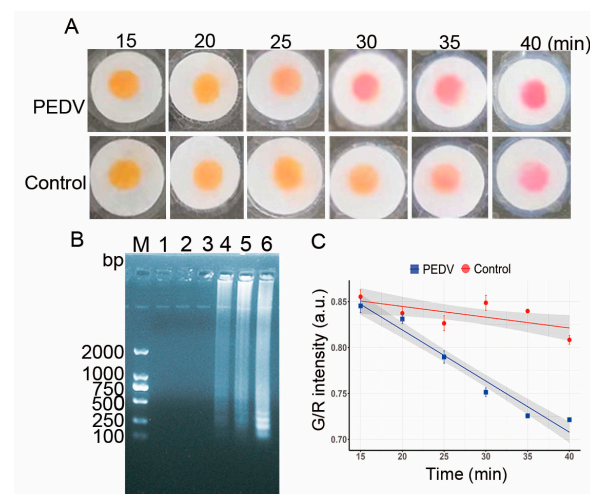 A
15 20 25 30 35 40 (min)
PEDV
Control
B
bp M 1 2 3 4 5 6
2000
1000
750
500
250
100
C
PEDV Control
G/R intensity (a.u.)
0.85
0.80
0.75
0.70
15 20 25 30 35 40
Time (min)